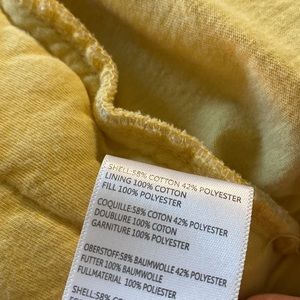 SHELL:58% COTTON 42% POLYESTER
LINING 100% COTTON
FILL 100% POLYESTER
COQUILLE:58% COTON 42% POLYESTER
DOUBLURE 100% COTON
GARNITURE 100% POLYESTER
OBERSTOFF:58% BAUMWOLLE 42% POLYESTER
FUTTER 100% BAUMWOLLE
FULLMATERIAL 100% POLYESTER
SHELL:58%